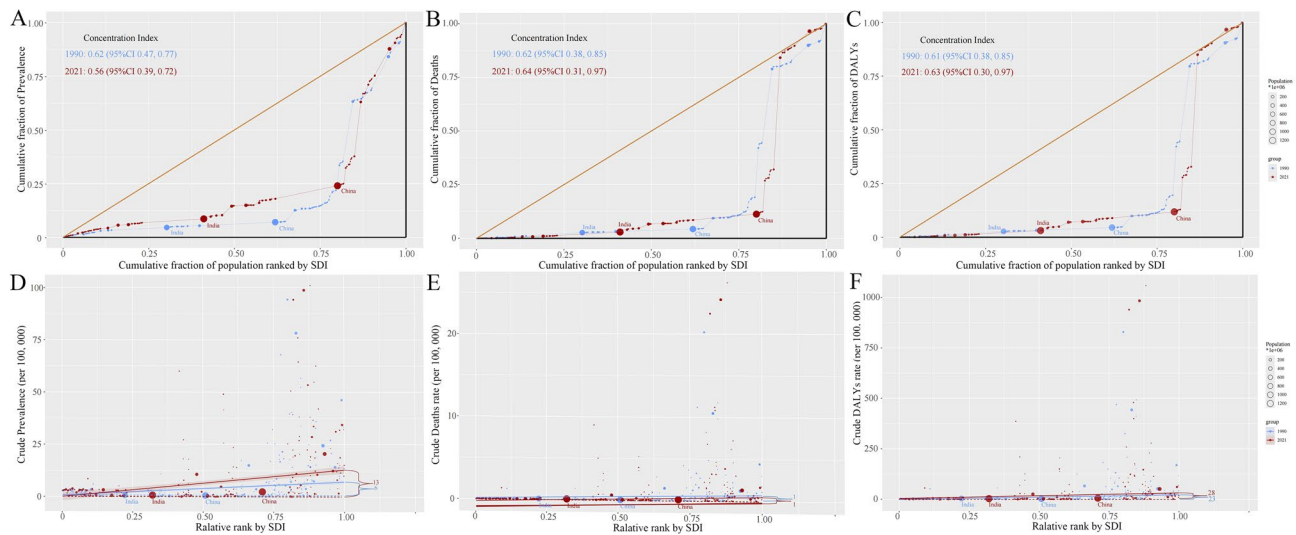 A
Cumulative fraction of Prevalence
1.00
0.75
0.50
0.25
0
Concentration Index
1990: 0.62 (95%CI 0.47, 0.77)
2021: 0.56 (95%CI 0.39, 0.72)
India
India
China
China
0
0.25
0.50
0.75
1.00
Cumulative fraction of population ranked by SDI
B
Cumulative fraction of Deaths
1.00
0.75
0.50
0.25
0
Concentration Index
1990: 0.62 (95%CI 0.38, 0.85)
2021: 0.64 (95%CI 0.31, 0.97)
India
India
China
China
0
0.25
0.50
0.75
1.00
Cumulative fraction of population ranked by SDI
C
Cumulative fraction of DALYs
1.00
0.75
0.50
0.25
0
Concentration Index
1990: 0.61 (95%CI 0.38, 0.85)
2021: 0.63 (95%CI 0.30, 0.97)
India
India
China
China
0
0.25
0.50
0.75
1.00
Cumulative fraction of population ranked by SDI
Population
*1e+06
200
400
600
800
1000
1200
group
1990
2021
D
Crude Prevalence (per 100, 000)
100
75
50
25
0
India
India
China
China
13
0
0.25
0.50
0.75
1.00
Ralative rank by SDI
E
Crude Deaths rate (per 100, 000)
20
10
0
India
India
China
China
1
1
0
0.25
0.50
0.75
1.00
Ralative rank by SDI
F
Crude DALYs rate (per 100, 000)
1000
750
500
250
0
India
India
China
China
28
23
0
0.25
0.50
0.75
1.00
Ralative rank by SDI
Population
*1e+06
200
400
600
800
1000
1200
group
1990
2021